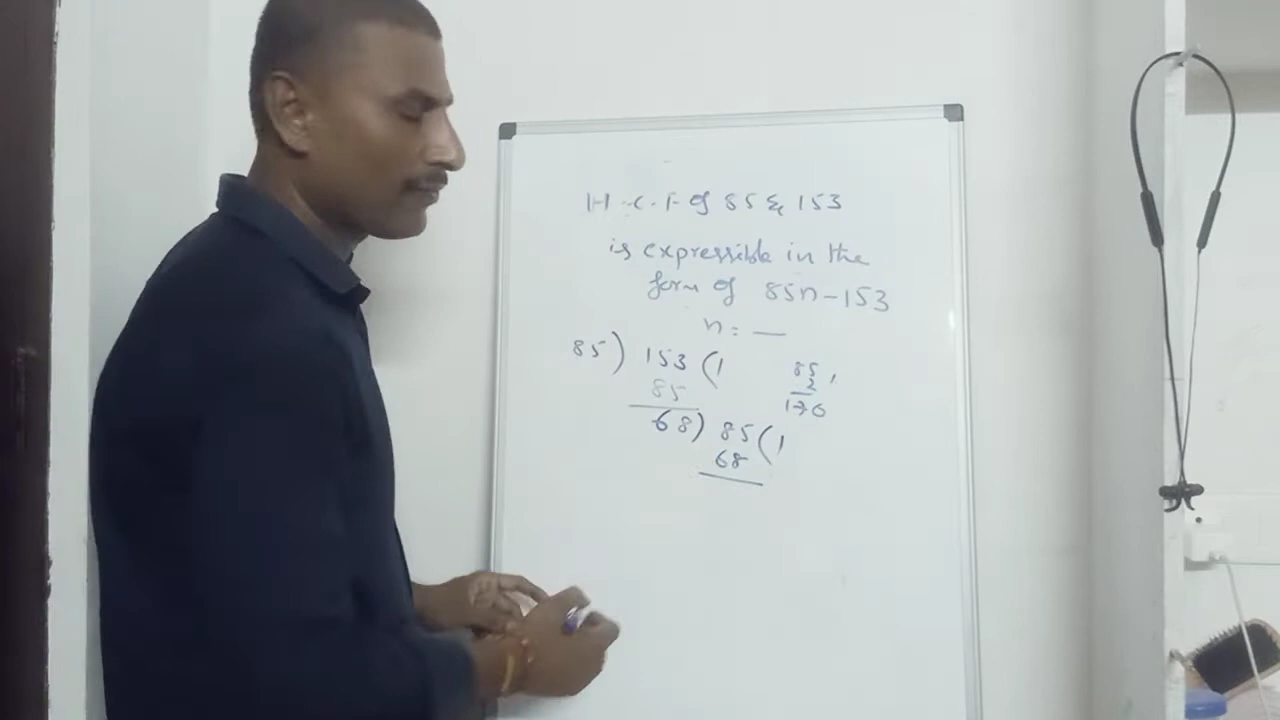 H.C.F of 85 & 153
is expressible in the
form of 85n-153
n = __
85) 153 (1
85
68) 85 (1
68
85
2
170